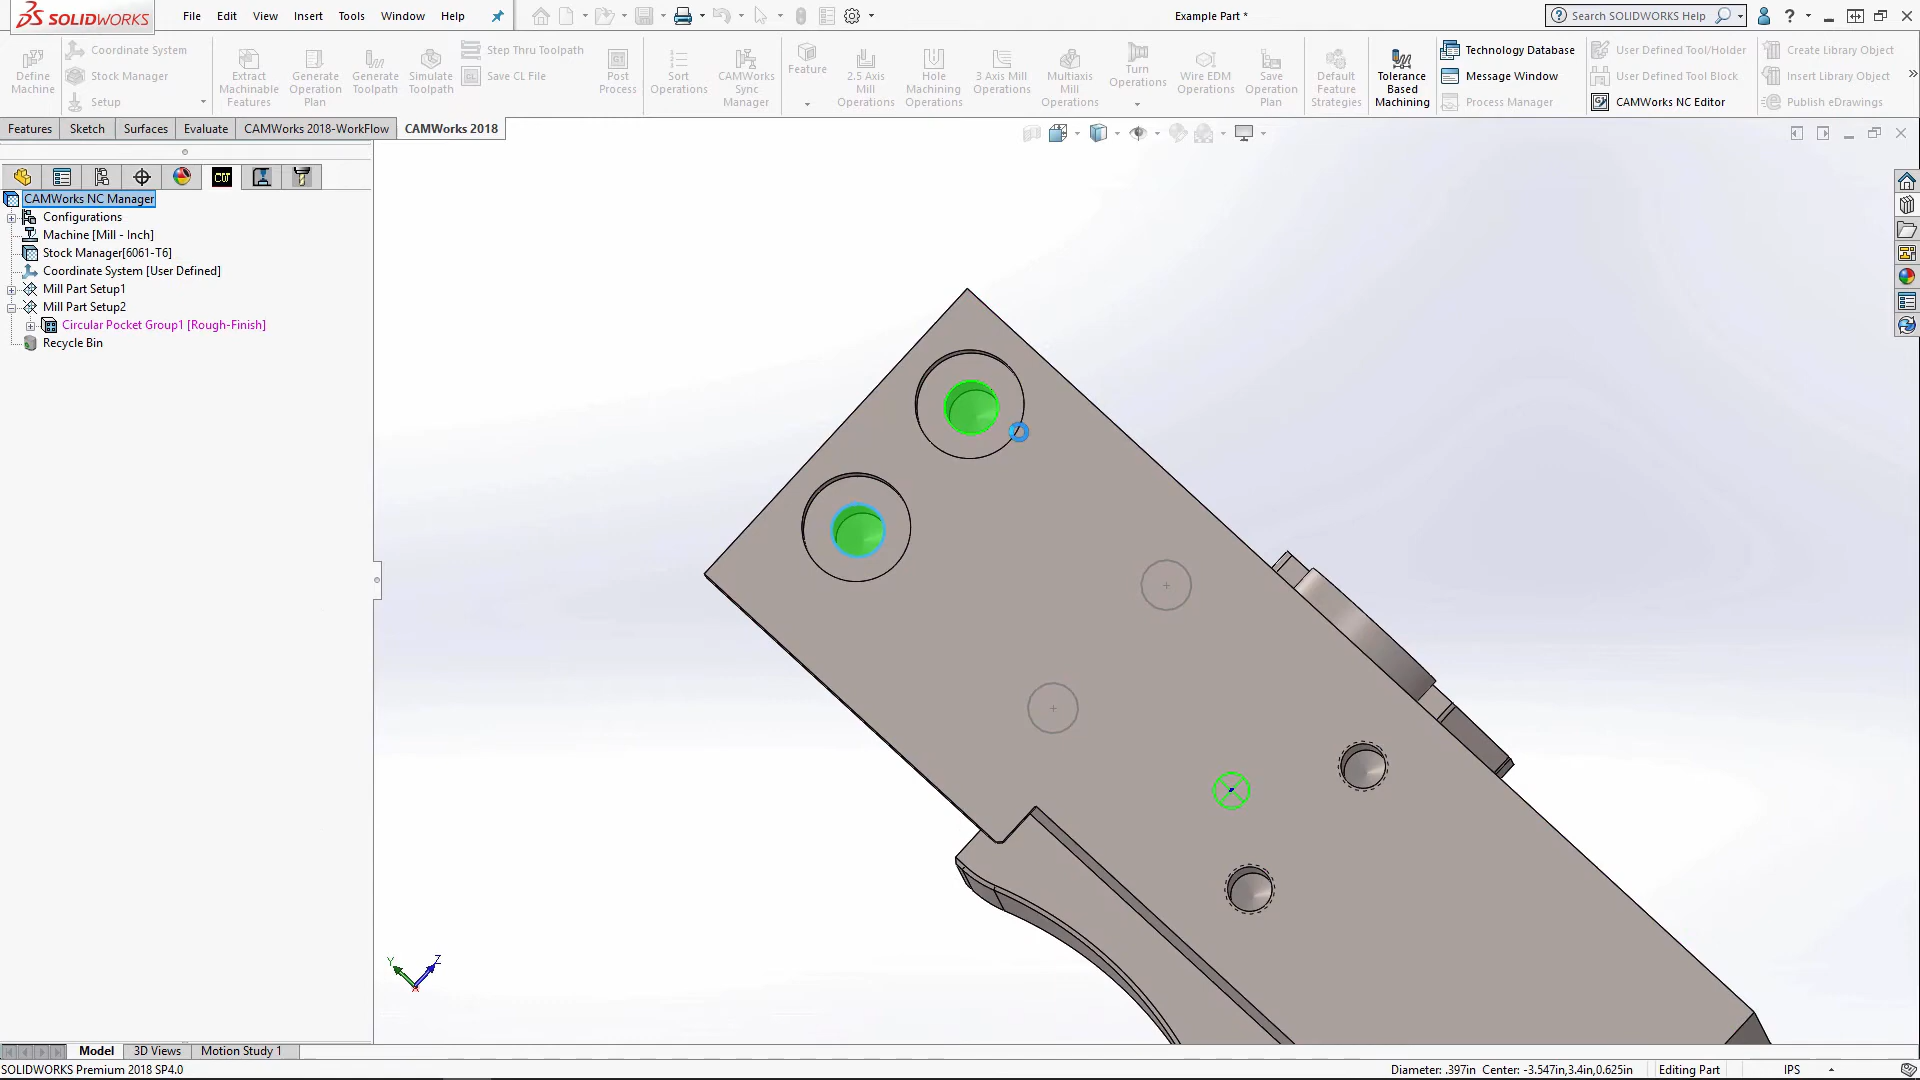 SOLIDWORKS
File Edit View Insert Tools Window Help
Example Part *
Search SOLIDWORKS Help
Define Machine
Coordinate System
Stock Manager
Setup
Extract Machinable Features
Generate Operation Plan
Generate Toolpath
Simulate Toolpath
Step Thru Toolpath
Save CL File
Post Process
Sort Operations
CAMWorks Sync Manager
Feature
2.5 Axis Mill Operations
Hole Machining Operations
3 Axis Mill Operations
Multiaxis Mill Operations
Turn Operations
Wire EDM Operations
Save Operation Plan
Default Feature Strategies
Tolerance Based Machining
Technology Database
Message Window
Process Manager
User Defined Tool/Holder
User Defined Tool Block
CAMWorks NC Editor
Create Library Object
Insert Library Object
Publish eDrawings
Features Sketch Surfaces Evaluate CAMWorks 2018-WorkFlow CAMWorks 2018
CAMWorks NC Manager
Configurations
Machine [Mill - Inch]
Stock Manager[6061-T6]
Coordinate System [User Defined]
Mill Part Setup1
Mill Part Setup2
Circular Pocket Group1 [Rough-Finish]
Recycle Bin
Y Z
X
Model 3D Views Motion Study 1
SOLIDWORKS Premium 2018 SP4.0
Diameter: .397in Center: -3.547in,3.4in,0.625in Editing Part IPS